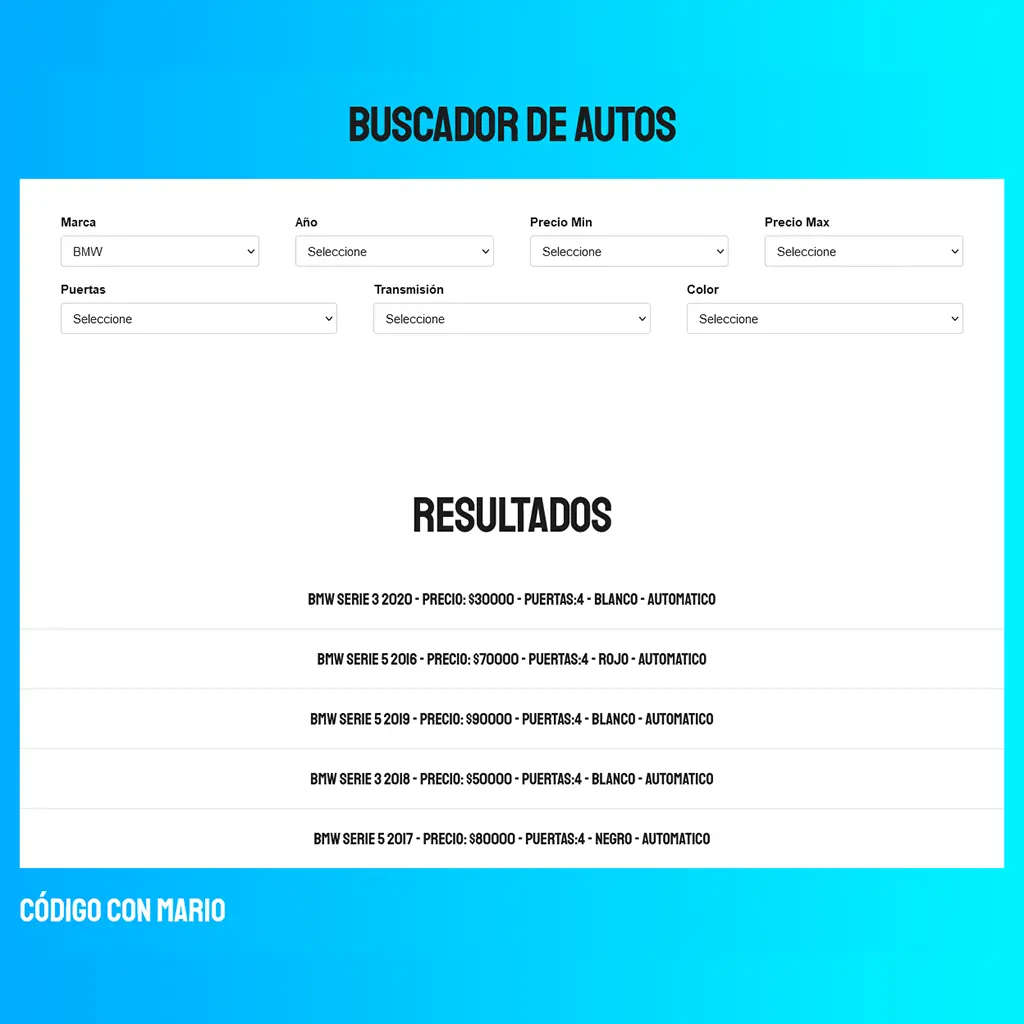 BUSCADOR DE AUTOS
Marca
Año
Precio Min
Precio Max
BMW
Seleccione
Seleccione
Seleccione
Puertas
Transmisión
Color
Seleccione
Seleccione
Seleccione
RESULTADOS
BMW SERIE 3 2020 - PRECIO: $30000 - PUERTAS:4 - BLANCO - AUTOMATICO
BMW SERIE 5 2016 - PRECIO: $70000 - PUERTAS:4 - ROJO - AUTOMATICO
BMW SERIE 5 2019 - PRECIO: $90000 - PUERTAS:4 - BLANCO - AUTOMATICO
BMW SERIE 3 2018 - PRECIO: $50000 - PUERTAS:4 - BLANCO - AUTOMATICO
BMW SERIE 5 2017 - PRECIO: $80000 - PUERTAS:4 - NEGRO - AUTOMATICO
CÓDIGO CON MARIO